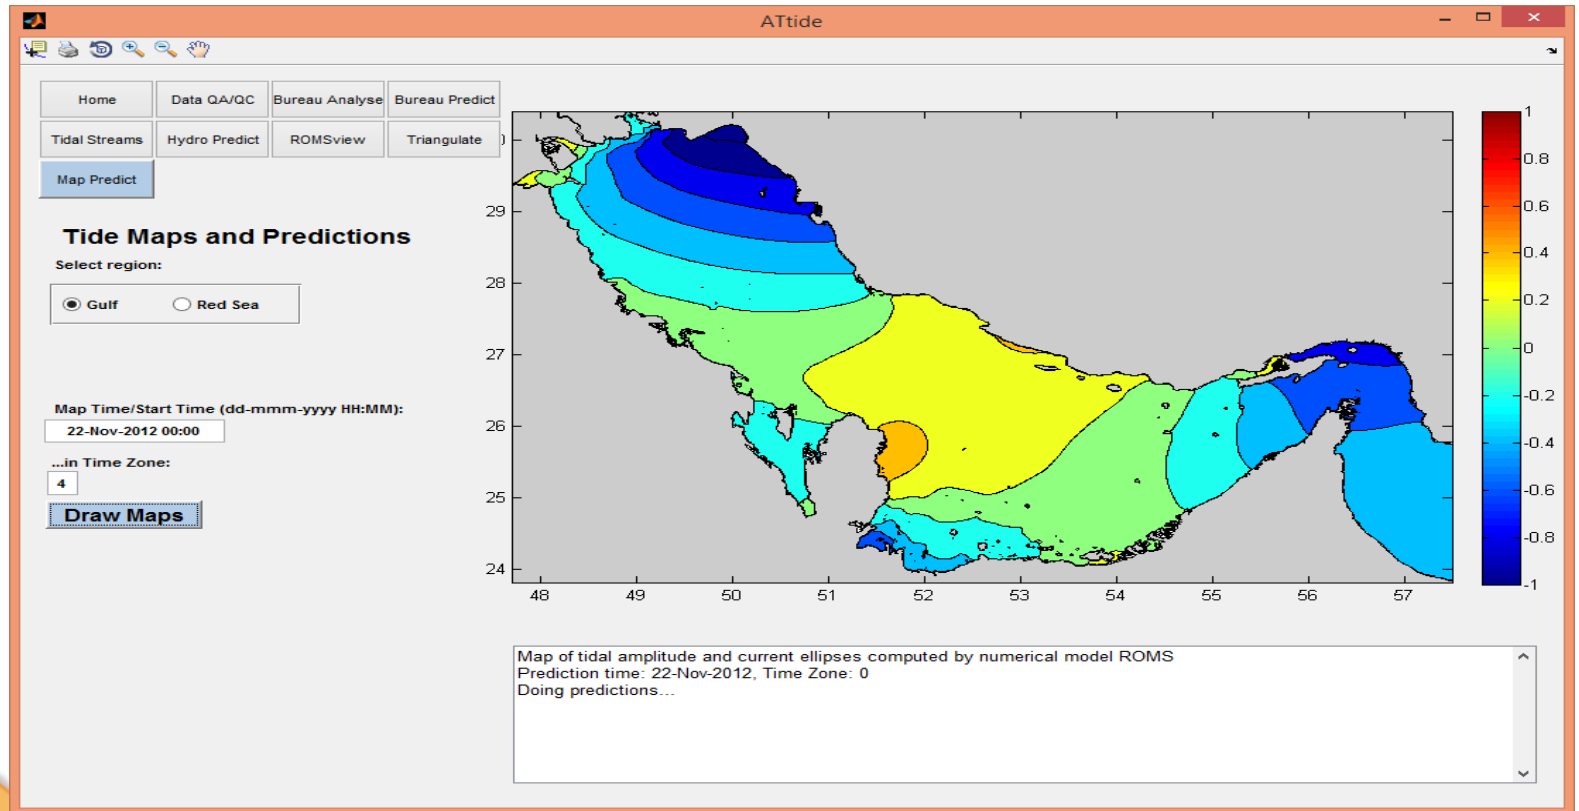 ATtide
Home Data QA/QC Bureau Analyse Bureau Predict
Tidal Streams Hydro Predict ROMSview Triangulate
Map Predict
Tide Maps and Predictions
Select region:
Gulf Red Sea
Map Time/Start Time (dd-mmm-yyyy HH:MM):
22-Nov-2012 00:00
...in Time Zone:
4
Draw Maps
29
28
27
26
25
24
48 49 50 51 52 53 54 55 56 57
1
0.8
0.6
0.4
0.2
0
-0.2
-0.4
-0.6
-0.8
-1
Map of tidal amplitude and current ellipses computed by numerical model ROMS
Prediction time: 22-Nov-2012, Time Zone: 0
Doing predictions...